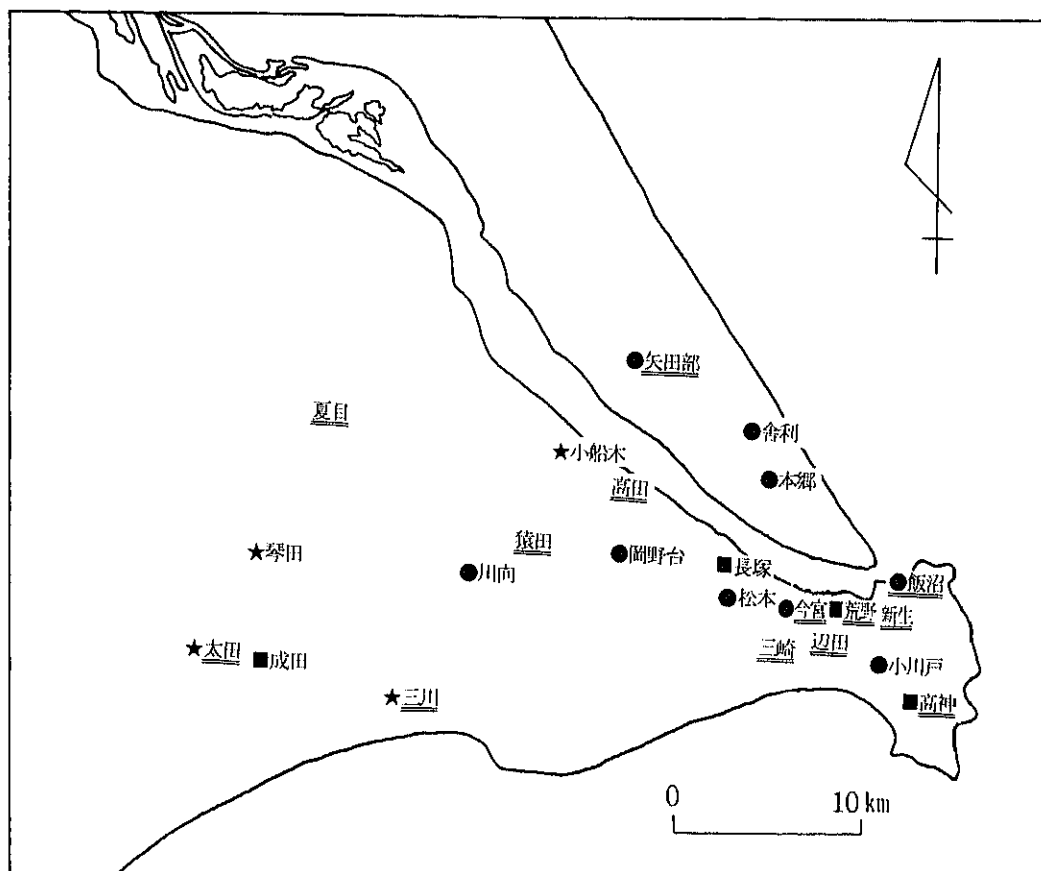 矢田部
夏目
舎利
小船木
本郷
高田
猿田
琴田
岡野台
川向
長塚
飯沼
松本
今宮
荒野
新生
三崎
辺田
太田
成田
小川戸
三川
高神
0
10km